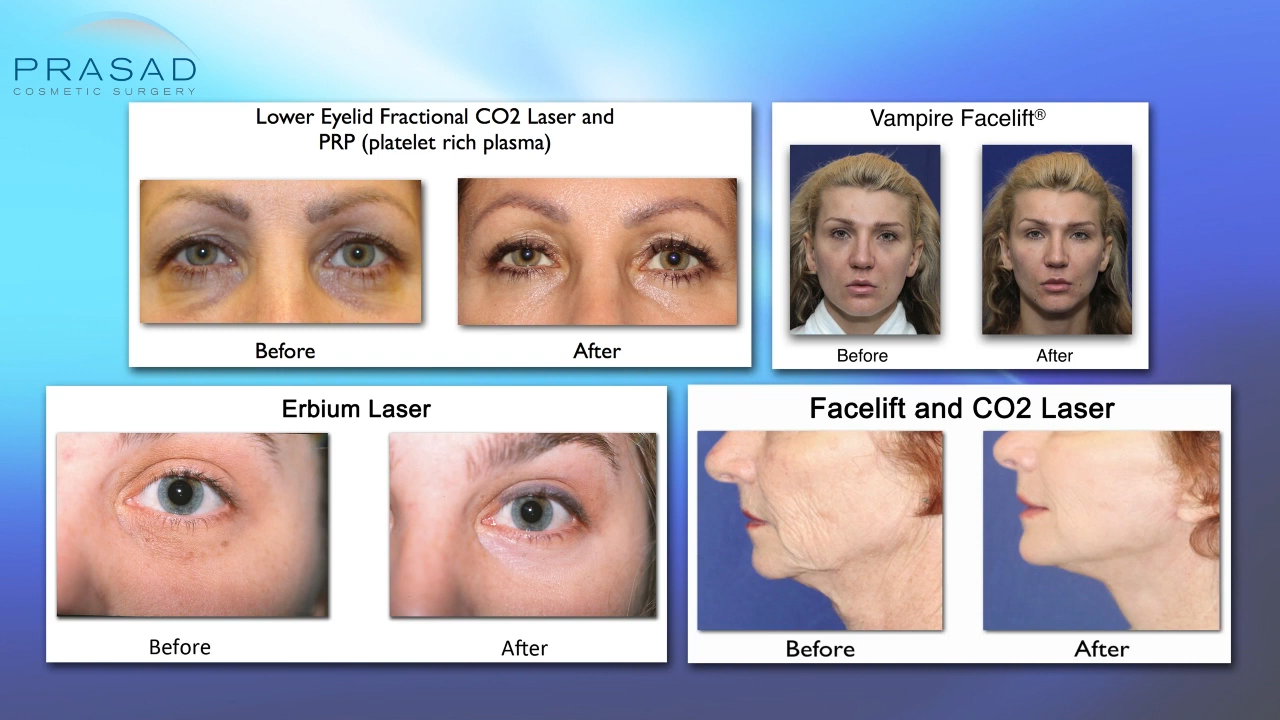 PRASAD
COSMETIC SURGERY
Lower Eyelid Fractional CO2 Laser and
PRP (platelet rich plasma)
Before
After
Vampire Facelift®
Before
After
Erbium Laser
Before
After
Facelift and CO2 Laser
Before
After